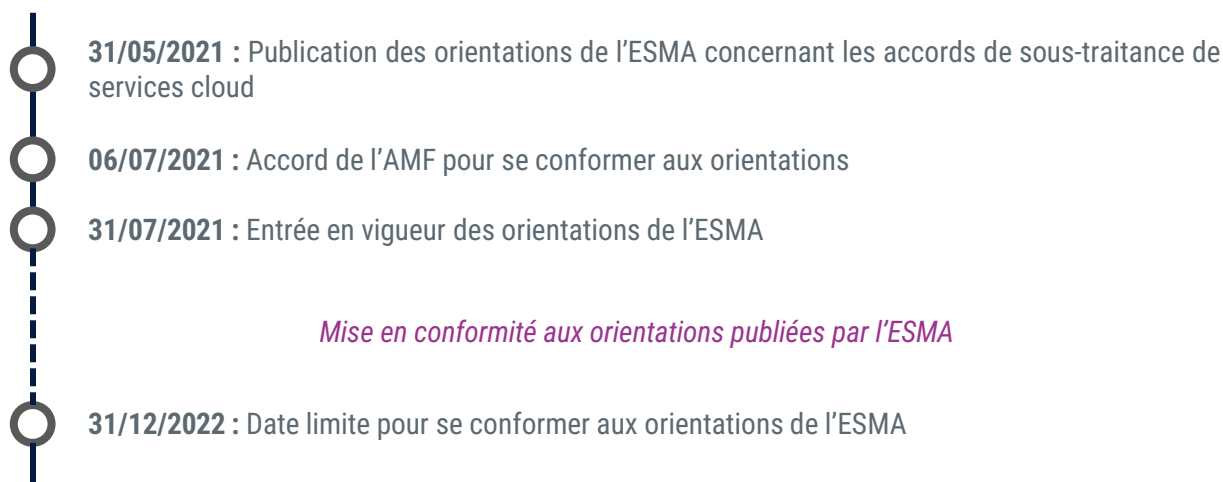 31/05/2021 : Publication des orientations de l’ESMA concernant les accords de sous-traitance de
services cloud
06/07/2021 : Accord de l’AMF pour se conformer aux orientations
31/07/2021 : Entrée en vigueur des orientations de l’ESMA
Mise en conformité aux orientations publiées par l’ESMA
31/12/2022 : Date limite pour se conformer aux orientations de l’ESMA